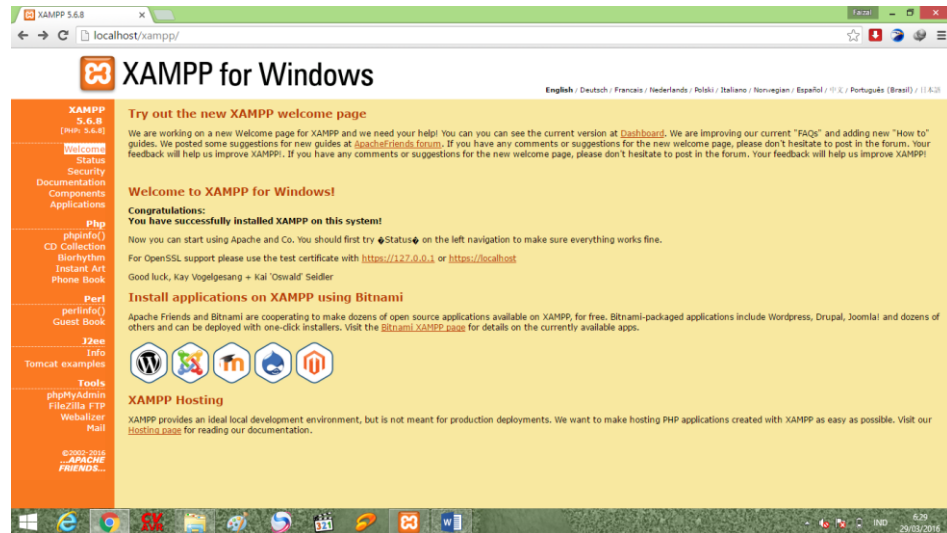 XAMPP 5.6.8
Faizal
localhost/xampp/
XAMPP for Windows
English / Deutsch / Francais / Nederlands / Polski / Italiano / Norwegian / Español / 中文 / Português (Brasil) / 日本語
XAMPP
5.6.8
[PHP: 5.6.8]
Welcome
Status
Security
Documentation
Components
Applications
Php
phpinfo()
CD Collection
Biorhythm
Instant Art
Phone Book
Perl
perlinfo()
Guest Book
J2ee
Info
Tomcat examples
Tools
phpMyAdmin
FileZilla FTP
Webalizer
Mail
©2002-2016
...APACHE
FRIENDS...
Try out the new XAMPP welcome page
We are working on a new Welcome page for XAMPP and we need your help! You can you can see the current version at Dashboard. We are improving our current "FAQs" and adding new "How to"
guides. We posted some suggestions for new guides at ApacheFriends forum. If you have any comments or suggestions for the new welcome page, please don't hesitate to post in the forum. Your
feedback will help us improve XAMPP!. If you have any comments or suggestions for the new welcome page, please don't hesitate to post in the forum. Your feedback will help us improve XAMPP!
Welcome to XAMPP for Windows!
Congratulations:
You have successfully installed XAMPP on this system!
Now you can start using Apache and Co. You should first try �Status� on the left navigation to make sure everything works fine.
For OpenSSL support please use the test certificate with https://127.0.0.1 or https://localhost
Good luck, Kay Vogelgesang + Kai 'Oswald' Seidler
Install applications on XAMPP using Bitnami
Apache Friends and Bitnami are cooperating to make dozens of open source applications available on XAMPP, for free. Bitnami-packaged applications include Wordpress, Drupal, Joomla! and dozens of
others and can be deployed with one-click installers. Visit the Bitnami XAMPP page for details on the currently available apps.
XAMPP Hosting
XAMPP provides an ideal local development environment, but is not meant for production deployments. We want to make hosting PHP applications created with XAMPP as easy as possible. Visit our
Hosting page for reading our documentation.
321
IND
6:29
29/03/2016